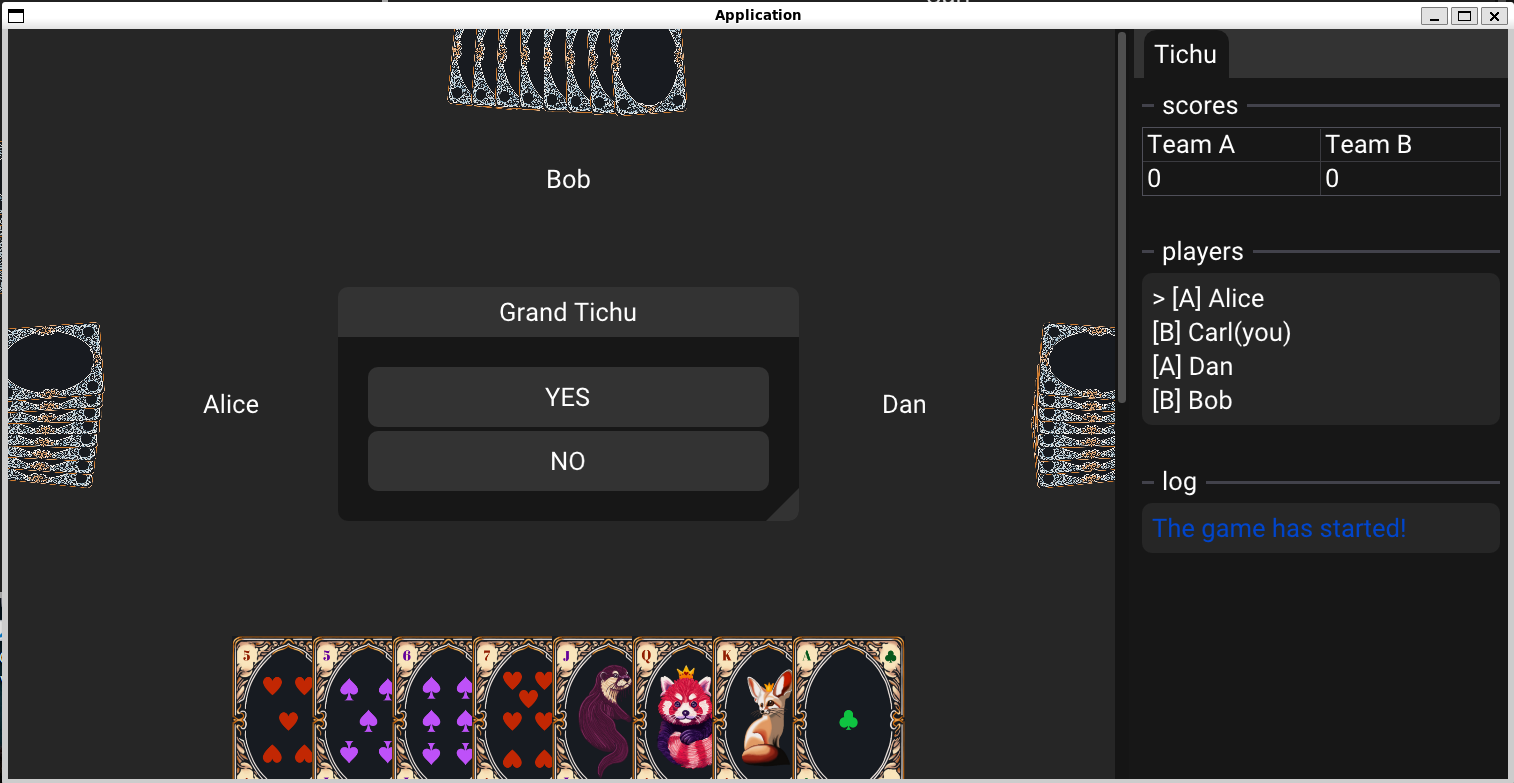 Application
Tichu
scores
Team A Team B
0 0
players
> [A] Alice
[B] Carl(you)
[A] Dan
[B] Bob
log
The game has started!
Bob
Grand Tichu
YES
NO
Alice
Dan
5 5 6 7 J Q K A